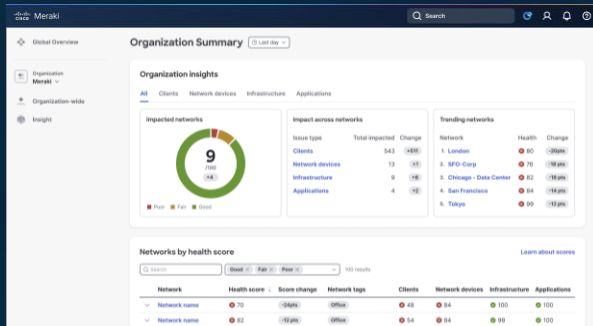 cisco Meraki
Search
Global Overview
Organization
Meraki
Organization-wide
Insight
Organization Summary
Last day
Organization insights
All Clients Network devices Infrastructure Applications
Impacted networks
9
/100
+4
Poor Fair Good
Impact across networks
Issue type Total impacted Change
Clients 543 +511
Network devices 13 +1
Infrastructure 9 +6
Applications 4 +2
Trending networks
Network Health Change
1. London 80 -20pts
2. SFO-Corp 76 -18 pts
3. Chicago - Data Center 82 -16 pts
4. San Francisco 84 -14 pts
5. Tokyo 99 -12 pts
Networks by health score
Learn about scores
Search Good × Fair × Poor × 100 results
Network Health score ↓ Score change Network tags Clients Network devices Infrastructure Applications
Network name 70 -24pts Office 48 84 100 100
Network name 82 -12 pts Office 54 84 99 100